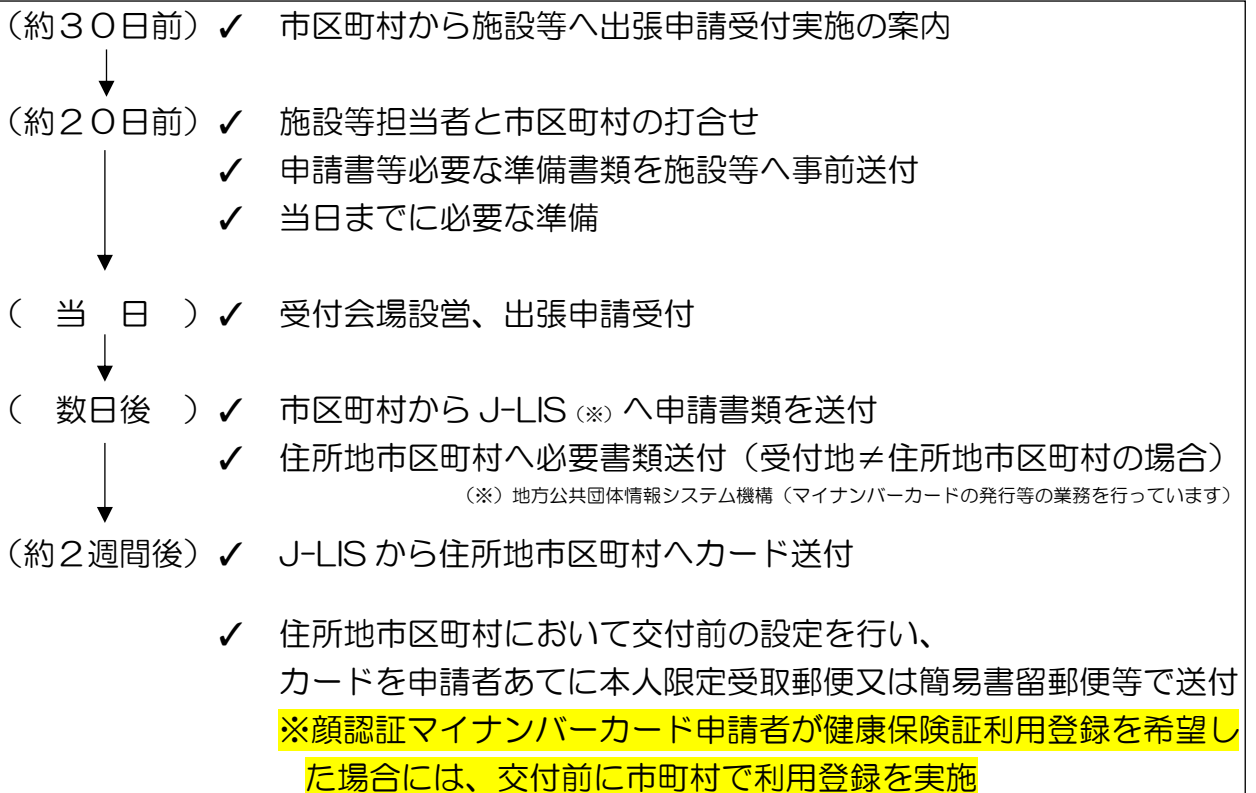 （約３０日前）✓ 市区町村から施設等へ出張申請受付実施の案内
（約２０日前）✓ 施設等担当者と市区町村の打合せ
✓ 申請書等必要な準備書類を施設等へ事前送付
✓ 当日までに必要な準備
（　当　日　）✓ 受付会場設営、出張申請受付
（　数日後　）✓ 市区町村から J-LIS（※）へ申請書類を送付
✓ 住所地市区町村へ必要書類送付（受付地≠住所地市区町村の場合）
（※）地方公共団体情報システム機構（マイナンバーカードの発行等の業務を行っています）
（約２週間後）✓ J-LIS から住所地市区町村へカード送付
✓ 住所地市区町村において交付前の設定を行い、
カードを申請者あてに本人限定受取郵便又は簡易書留郵便等で送付
※顔認証マイナンバーカード申請者が健康保険証利用登録を希望し
た場合には、交付前に市町村で利用登録を実施